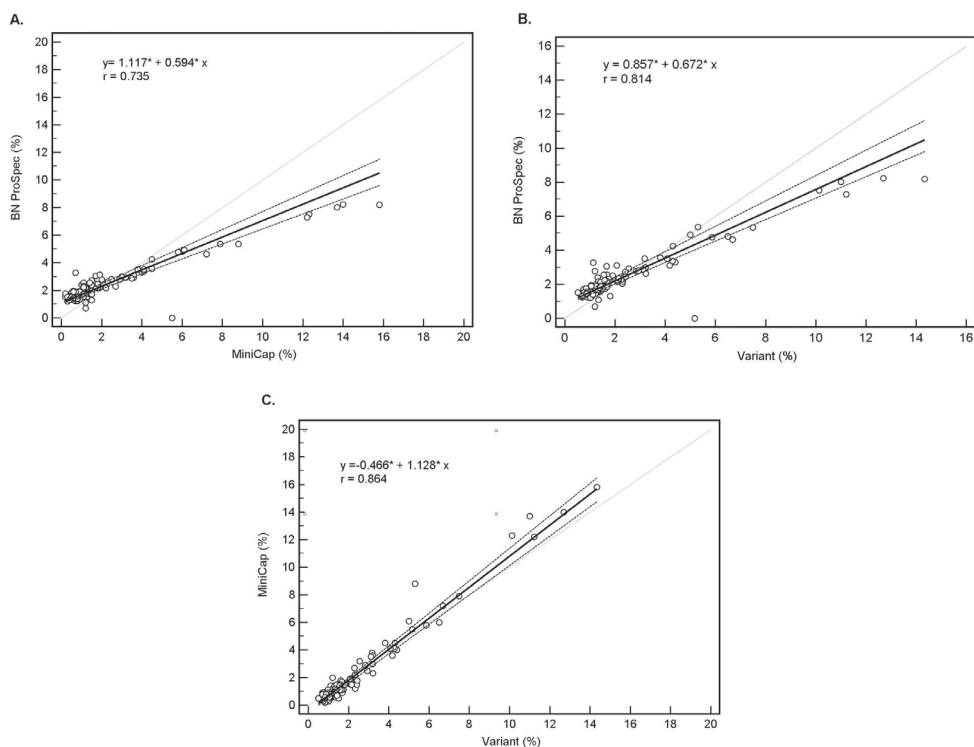 A.
y= 1.117* + 0.594* x
r = 0.735
20
18
16
14
12
10
8
6
4
2
0
BN ProSpec (%)
0 2 4 6 8 10 12 14 16 18 20
MiniCap (%)
B.
y = 0.857* + 0.672* x
r = 0.814
16
14
12
10
8
6
4
2
0
BN ProSpec (%)
0 2 4 6 8 10 12 14 16
Variant (%)
C.
y =-0.466* + 1.128* x
r = 0.864
20
18
16
14
12
10
8
6
4
2
0
MiniCap (%)
0 2 4 6 8 10 12 14 16 18 20
Variant (%)